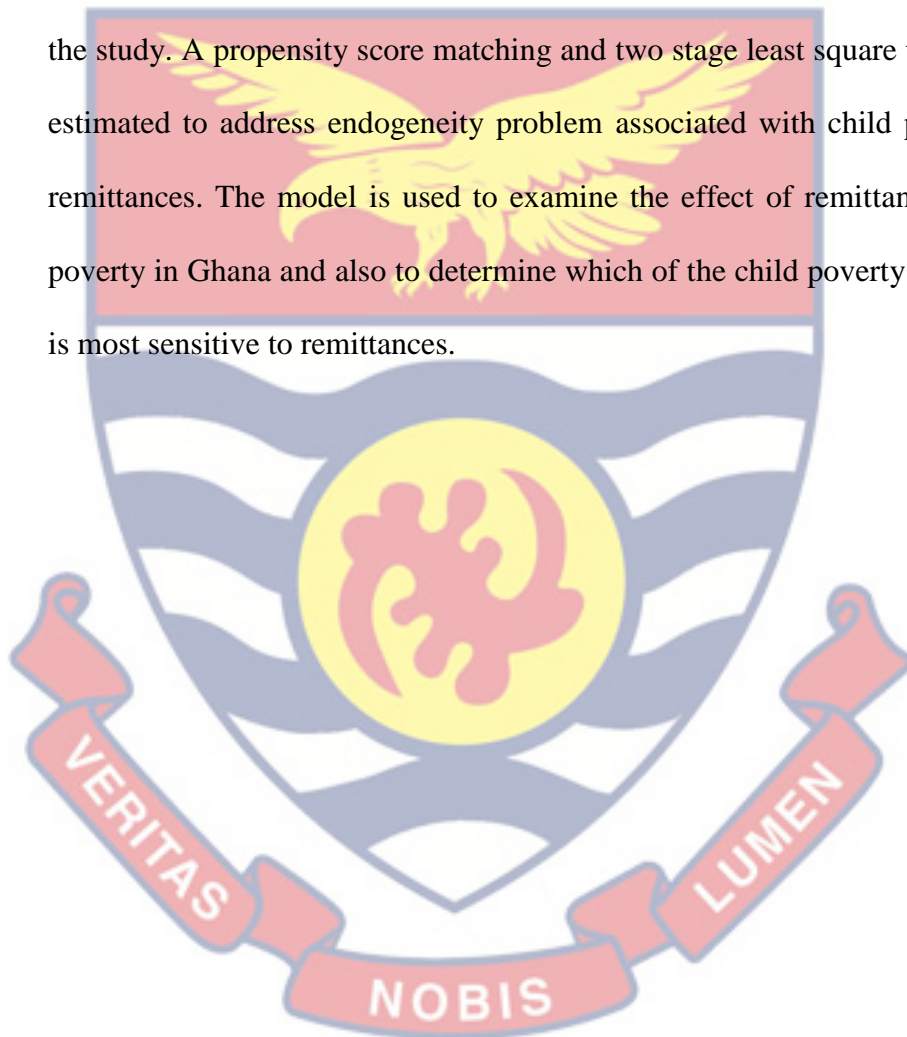 the study. A propensity score matching and two stage least square
estimated to address endogeneity problem associated with child
remittances. The model is used to examine the effect of
poverty in Ghana and also to determine which of the child poverty
is most sensitive to remittances.
VERITAS
NOBIS
LUMEN